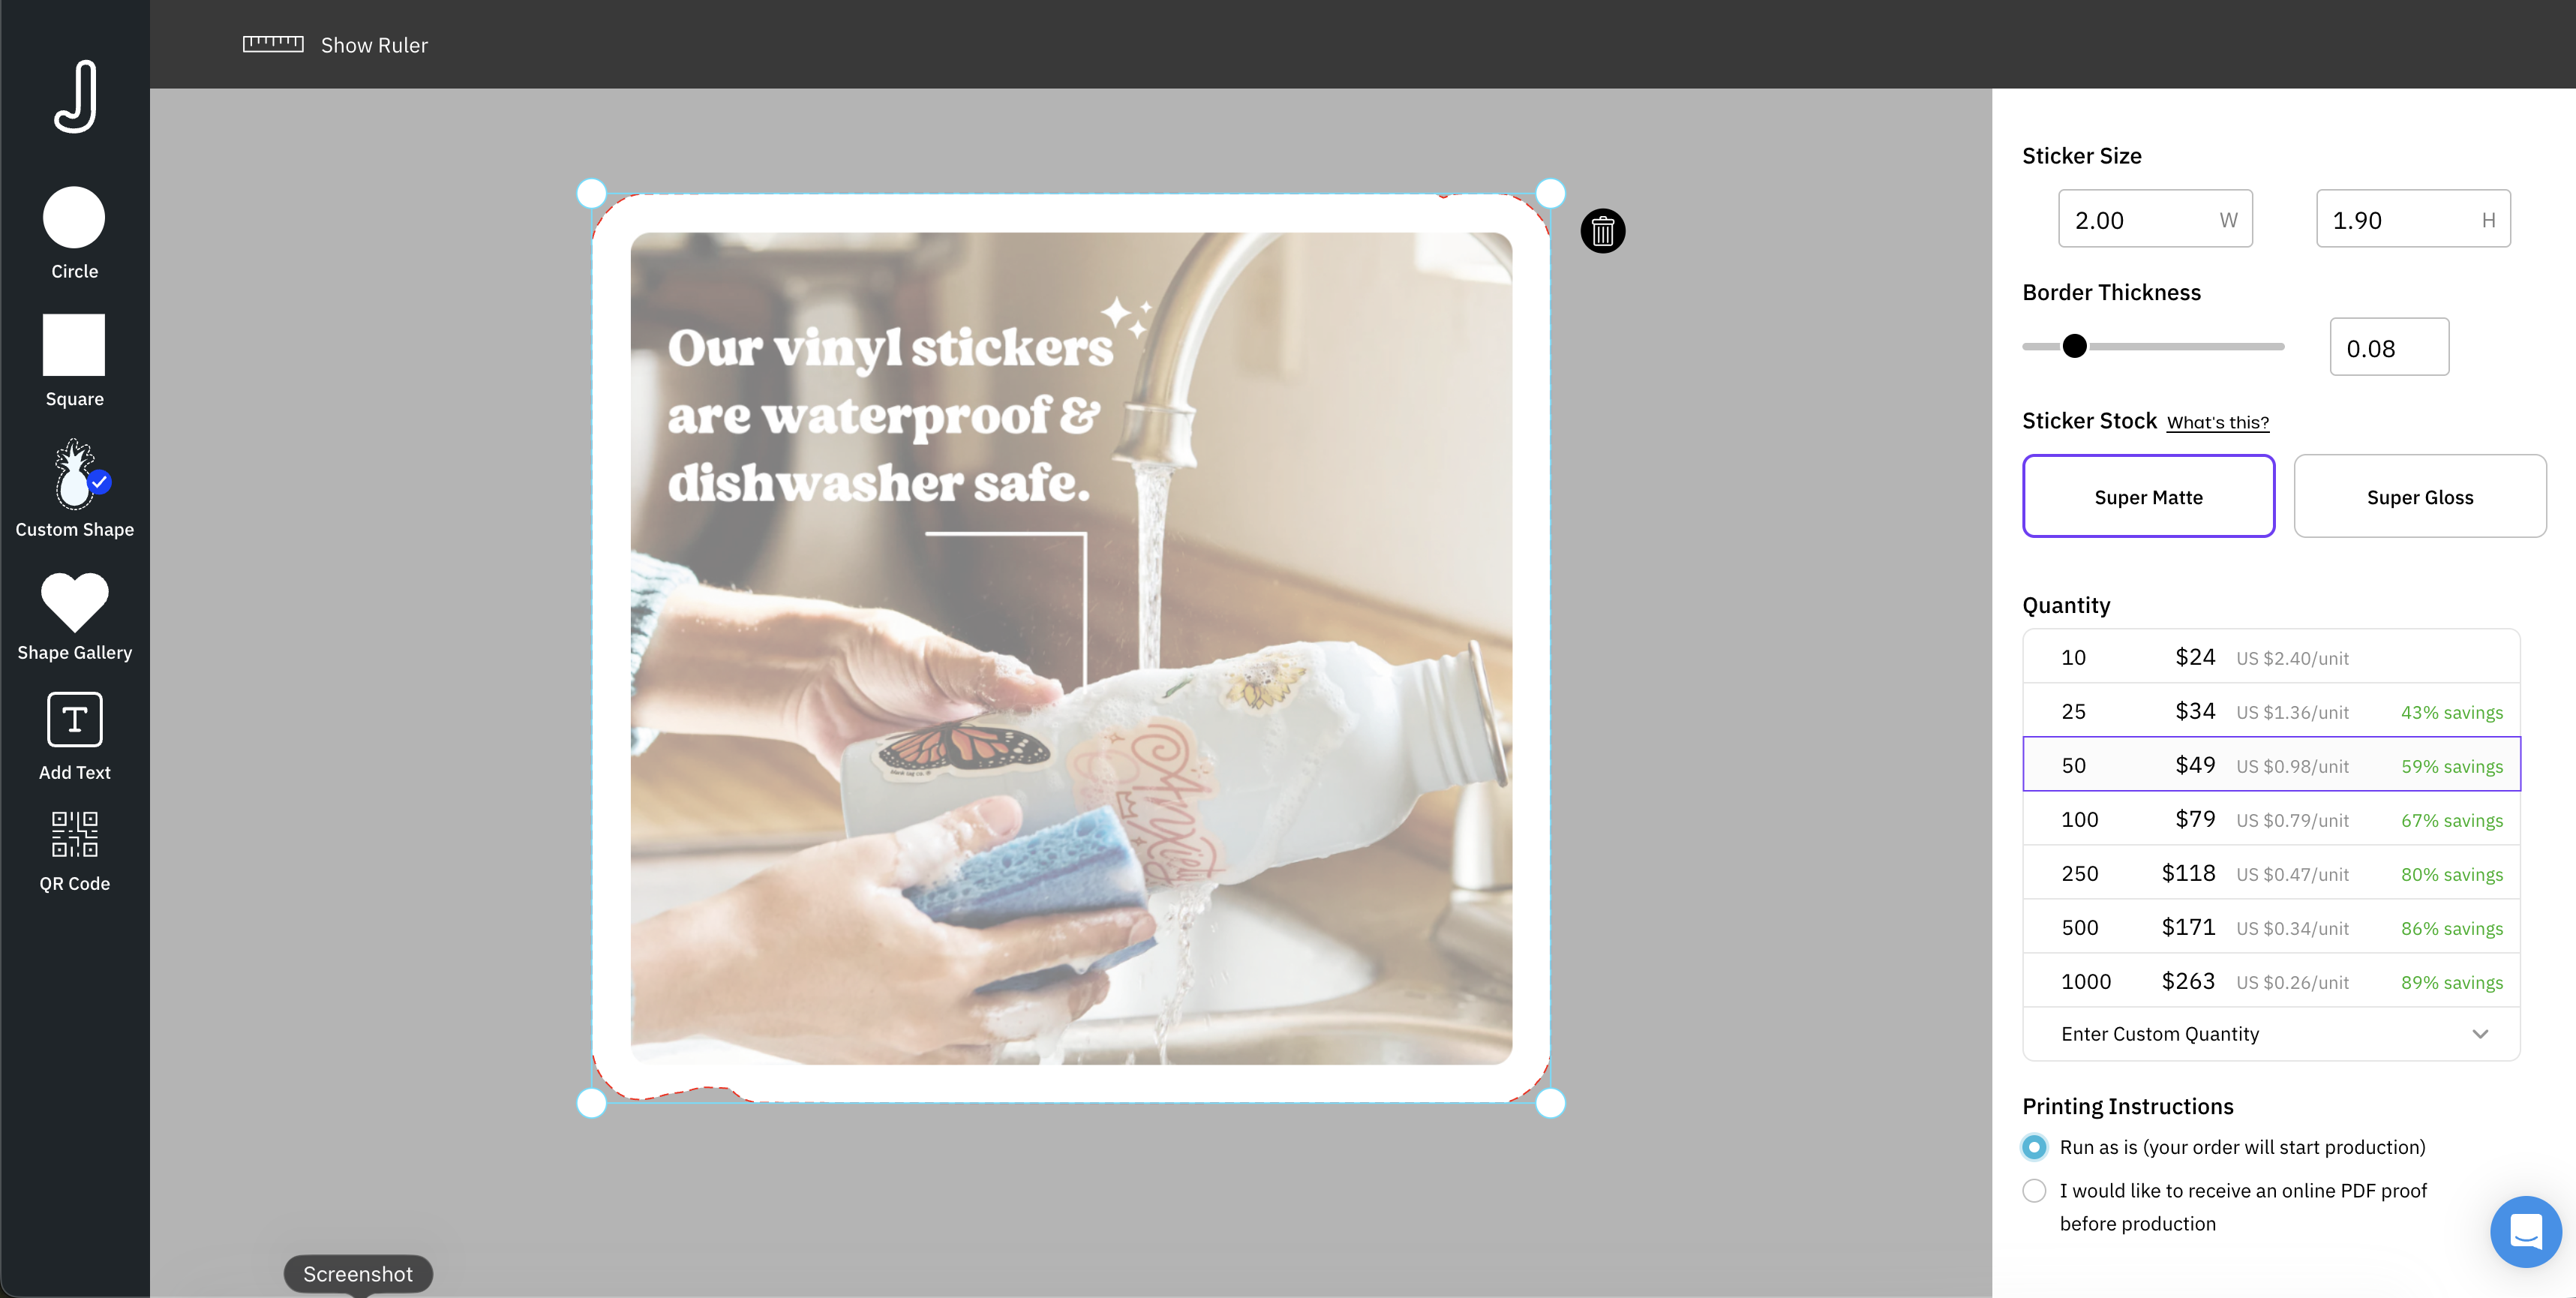 Show Ruler
J
Circle
Square
Custom Shape
Shape Gallery
T
Add Text
QR Code
Our vinyl stickers
are waterproof &
dishwasher safe.
Anxiety
Screenshot
Sticker Size
2.00 W 1.90 H
Border Thickness
0.08
Sticker Stock What's this?
Super Matte Super Gloss
Quantity
10 $24 US $2.40/unit
25 $34 US $1.36/unit 43% savings
50 $49 US $0.98/unit 59% savings
100 $79 US $0.79/unit 67% savings
250 $118 US $0.47/unit 80% savings
500 $171 US $0.34/unit 86% savings
1000 $263 US $0.26/unit 89% savings
Enter Custom Quantity
Printing Instructions
Run as is (your order will start production)
I would like to receive an online PDF proof
before production